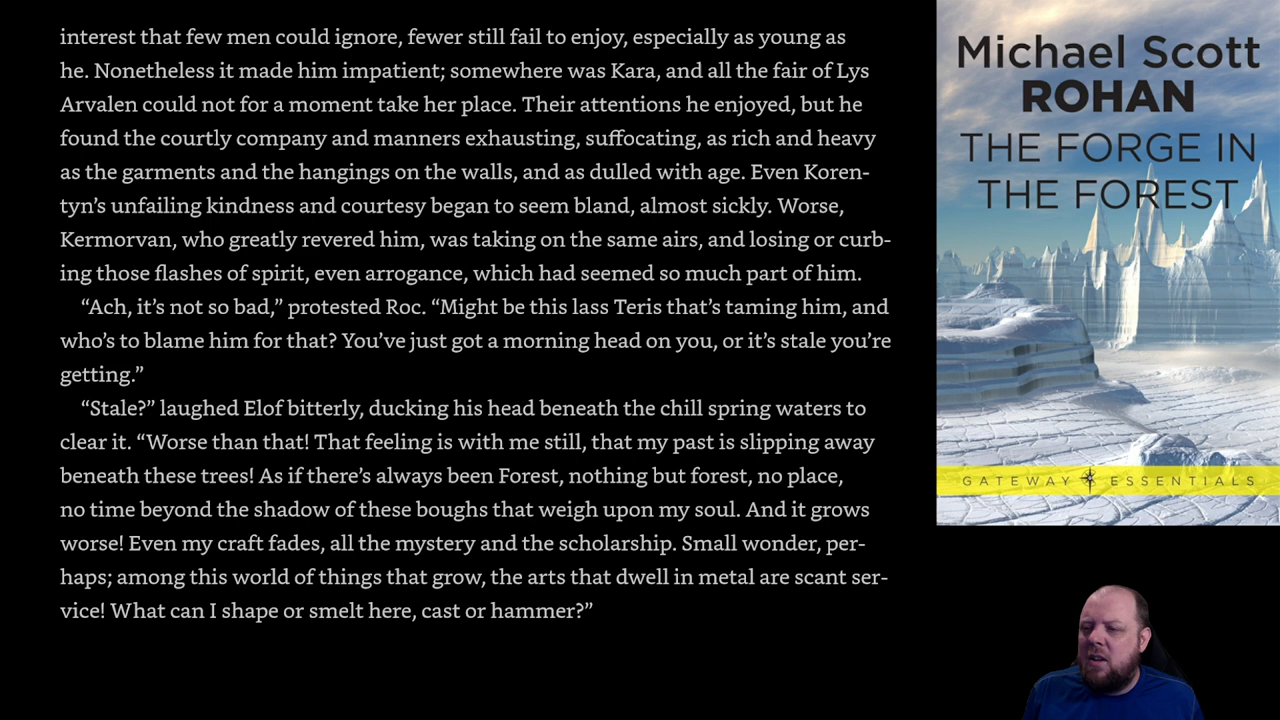 interest that few men could ignore, fewer still fail to enjoy, especially as young as
he. Nonetheless it made him impatient; somewhere was Kara, and all the fair of Lys
Arvalen could not for a moment take her place. Their attentions he enjoyed, but he
found the courtly company and manners exhausting, suffocating, as rich and heavy
as the garments and the hangings on the walls, and as dulled with age. Even Koren-
tyn’s unfailing kindness and courtesy began to seem bland, almost sickly. Worse,
Kermorvan, who greatly revered him, was taking on the same airs, and losing or curb-
ing those flashes of spirit, even arrogance, which had seemed so much part of him.
“Ach, it’s not so bad,” protested Roc. “Might be this lass Teris that’s taming him, and
who’s to blame him for that? You’ve just got a morning head on you, or it’s stale you’re
getting.”
“Stale?” laughed Elof bitterly, ducking his head beneath the chill spring waters to
clear it. “Worse than that! That feeling is with me still, that my past is slipping away
beneath these trees! As if there’s always been Forest, nothing but forest, no place,
no time beyond the shadow of these boughs that weigh upon my soul. And it grows
worse! Even my craft fades, all the mystery and the scholarship. Small wonder, per-
haps; among this world of things that grow, the arts that dwell in metal are scant ser-
vice! What can I shape or smelt here, cast or hammer?”
Michael Scott
ROHAN
THE FORGE IN
THE FOREST
GATEWAY ESSENTIALS